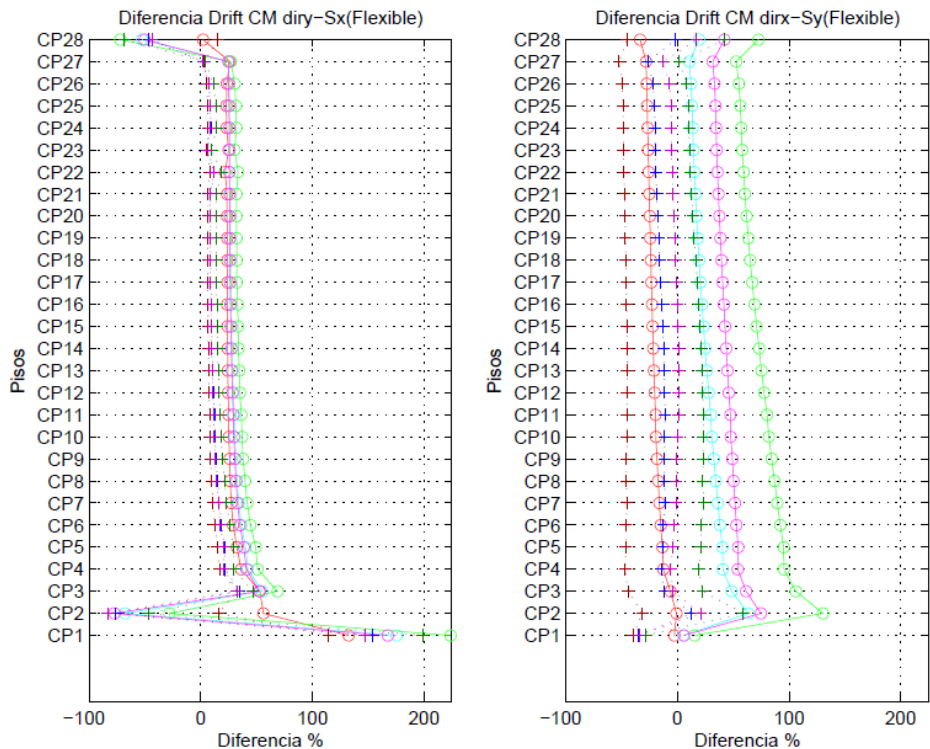 Diferencia Drift CM diry−Sx(Flexible)
CP28
CP27
CP26
CP25
CP24
CP23
CP22
CP21
CP20
CP19
CP18
CP17
CP16
CP15
CP14
CP13
CP12
CP11
CP10
CP9
CP8
CP7
CP6
CP5
CP4
CP3
CP2
CP1
Pisos
−100 0 100 200
Diferencia %
Diferencia Drift CM dirx−Sy(Flexible)
CP28
CP27
CP26
CP25
CP24
CP23
CP22
CP21
CP20
CP19
CP18
CP17
CP16
CP15
CP14
CP13
CP12
CP11
CP10
CP9
CP8
CP7
CP6
CP5
CP4
CP3
CP2
CP1
Pisos
−100 0 100 200
Diferencia %